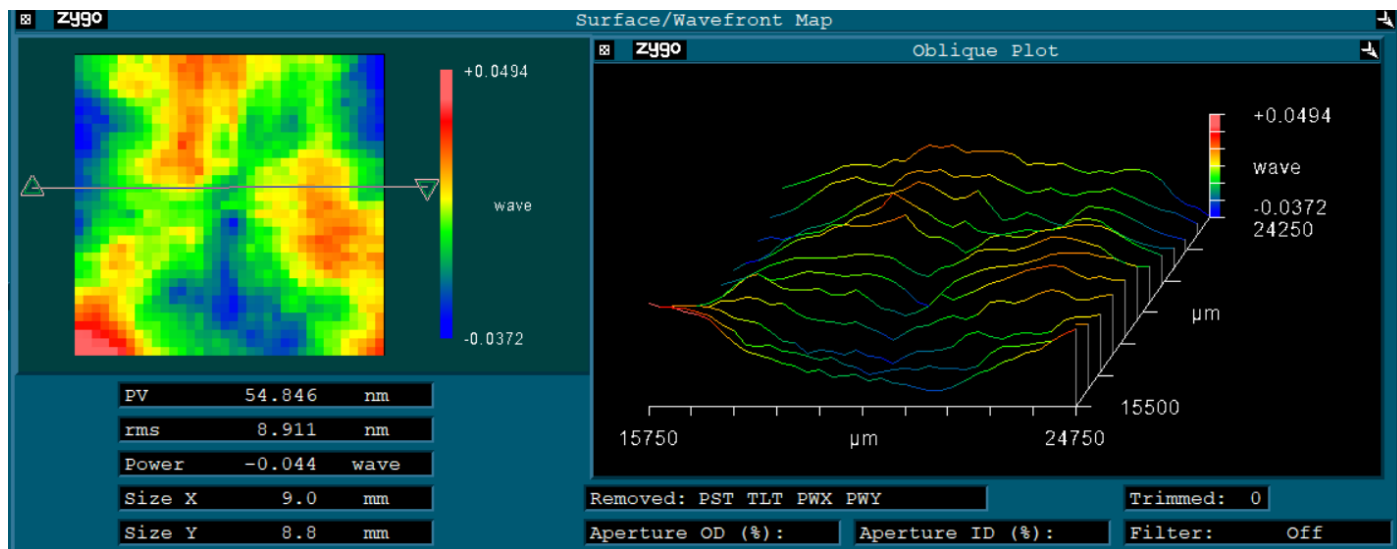 zygo Surface/Wavefront Map
+0.0494
wave
-0.0372
zygo Oblique Plot
+0.0494
wave
-0.0372
24250
µm
15500
15750 µm 24750
PV 54.846 nm
rms 8.911 nm
Power -0.044 wave
Size X 9.0 mm
Size Y 8.8 mm
Removed: PST TLT PWX PWY
Trimmed: 0
Aperture OD (%):
Aperture ID (%):
Filter: Off